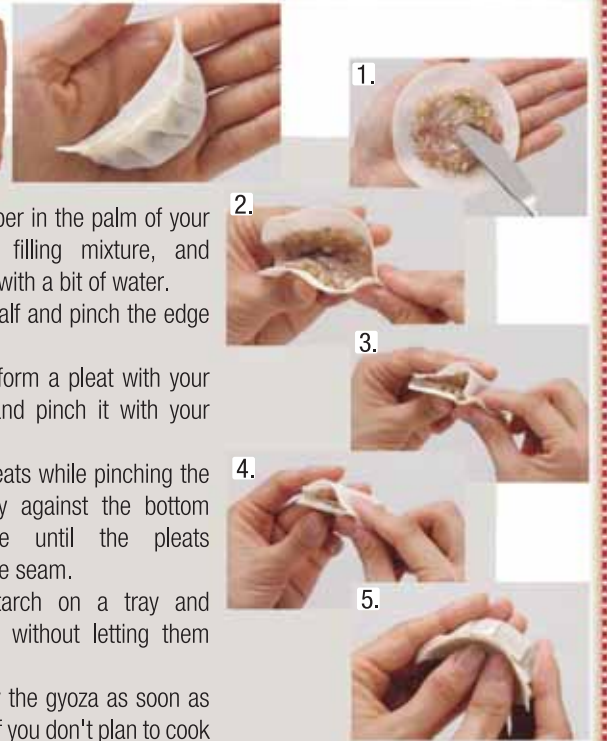 1.
per in the palm of your
filling mixture, and
with a bit of water.
alf and pinch the edge
2.
form a pleat with your
and pinch it with your
3.
eats while pinching the
y against the bottom
e until the pleats
e seam.
4.
tarch on a tray and
without letting them
5.
the gyoza as soon as
f you don't plan to cook